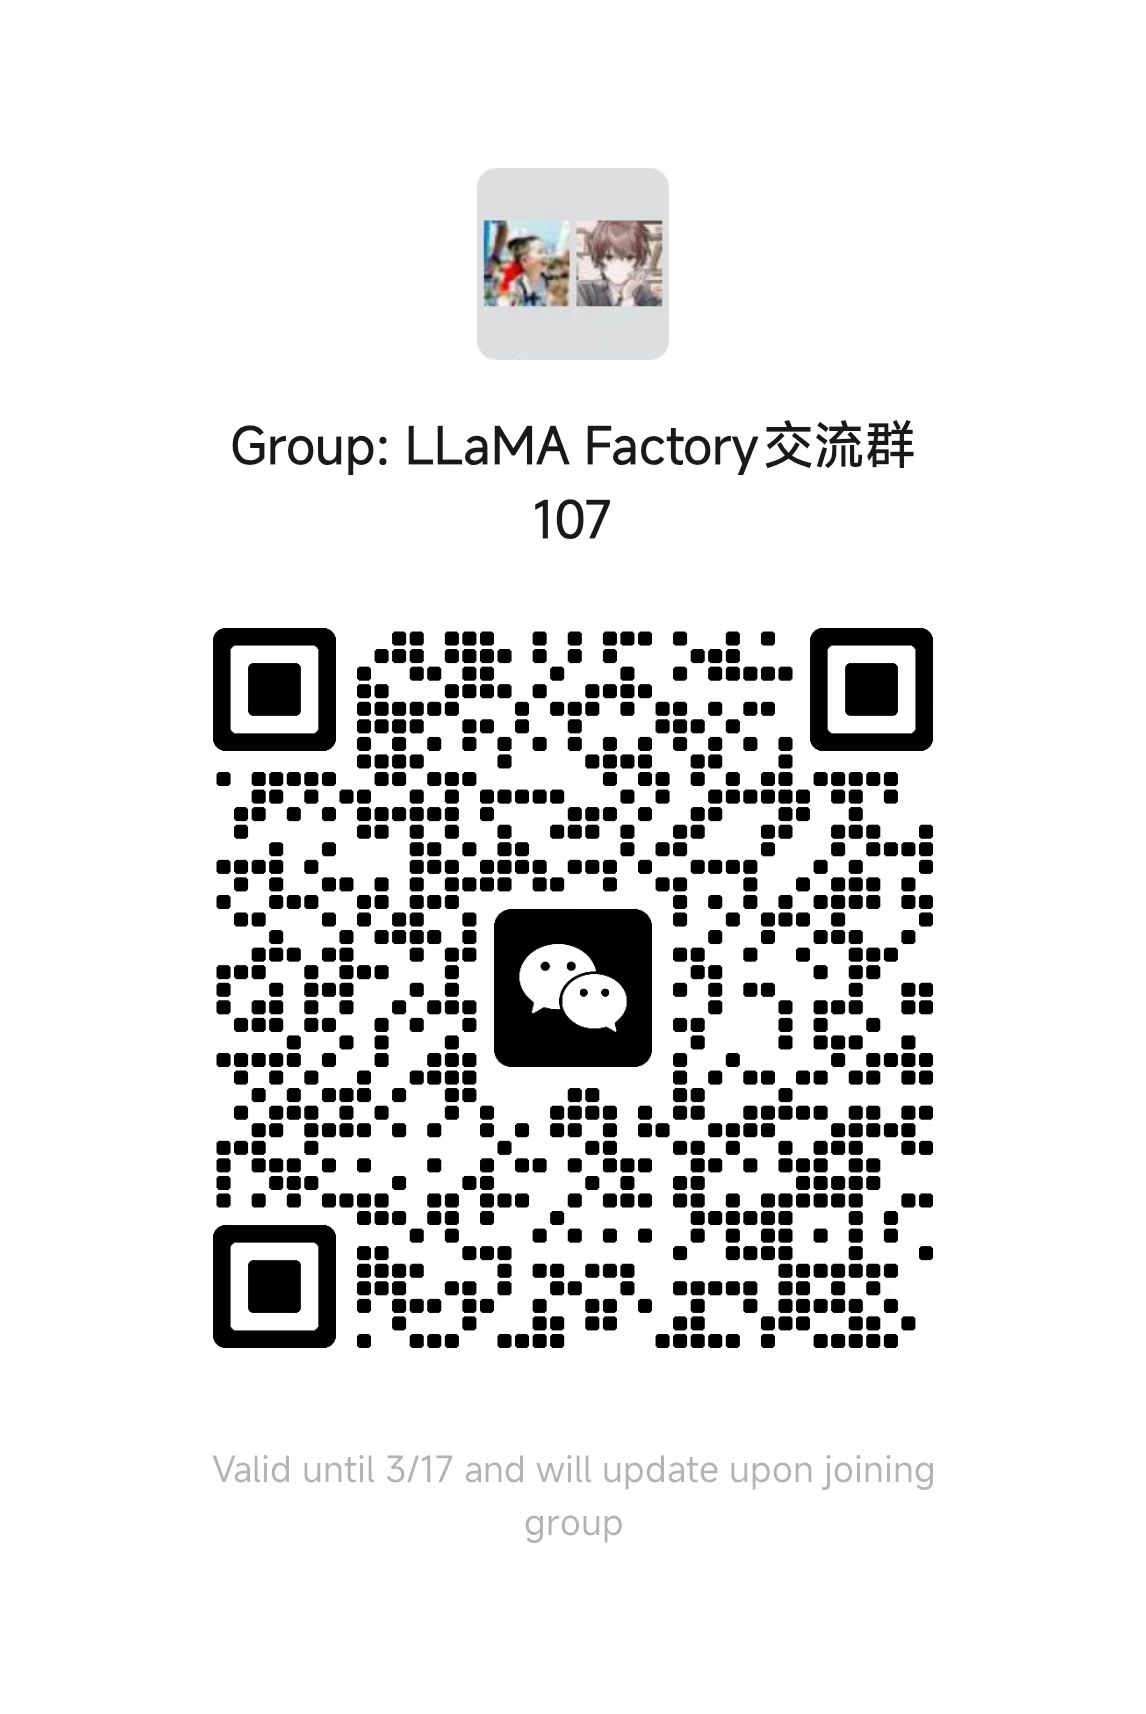 Group: LLaMA Factory交流群
107
Valid until 3/17 and will update upon joining
group